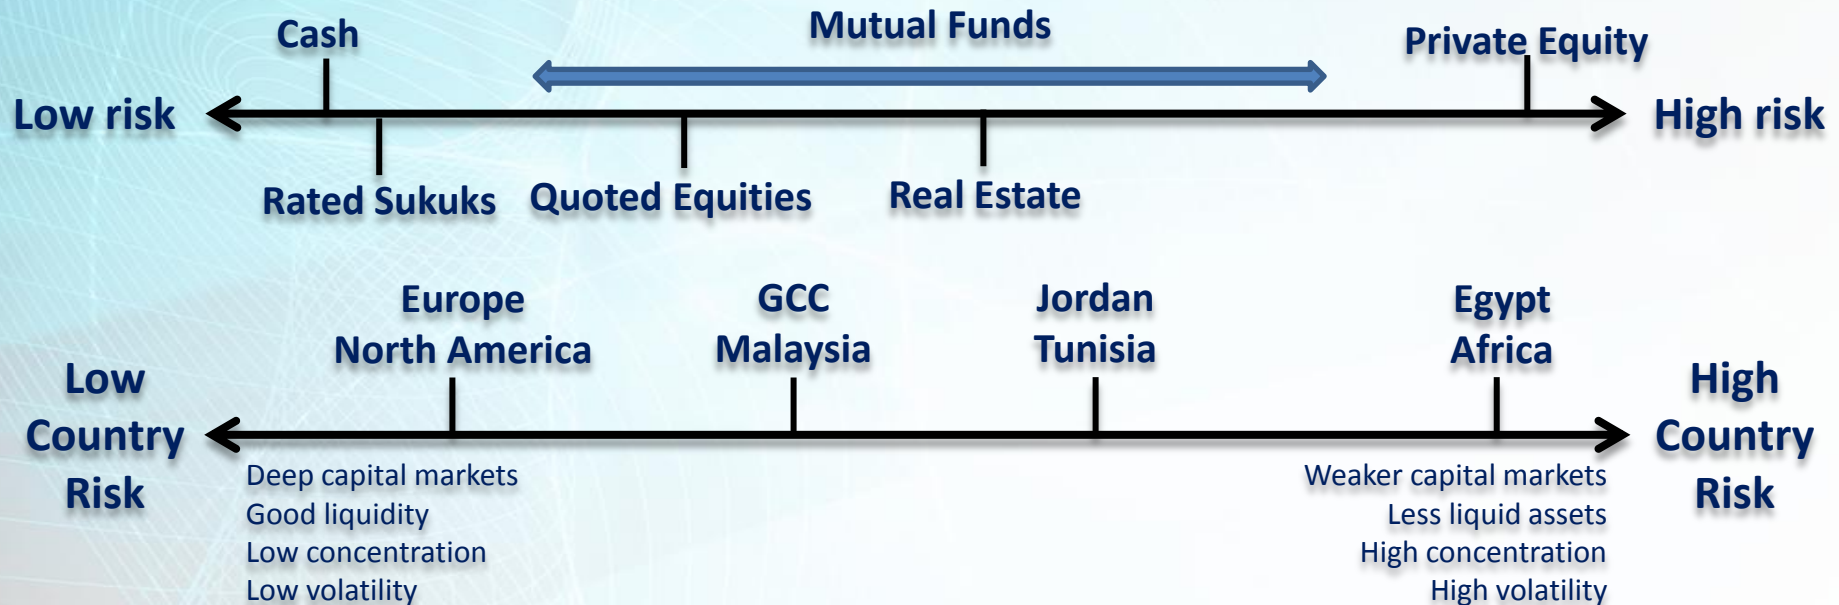 Cash
Mutual Funds
Private Equity
Low risk
High risk
Rated Sukuks
Quoted Equities
Real Estate
Europe
North America
GCC
Malaysia
Jordan
Tunisia
Egypt
Africa
Low
Country
Risk
High
Country
Risk
Deep capital markets
Good liquidity
Low concentration
Low volatility
Weaker capital markets
Less liquid assets
High concentration
High volatility